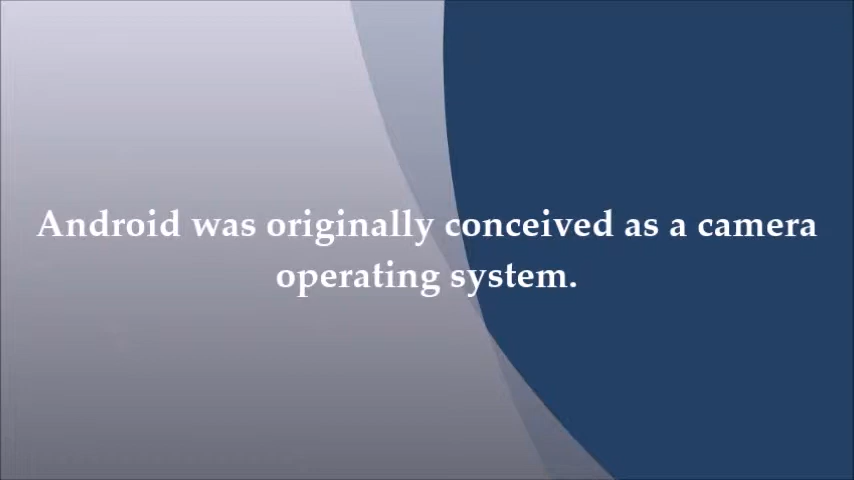 Android was originally conceived as a camera
operating system.